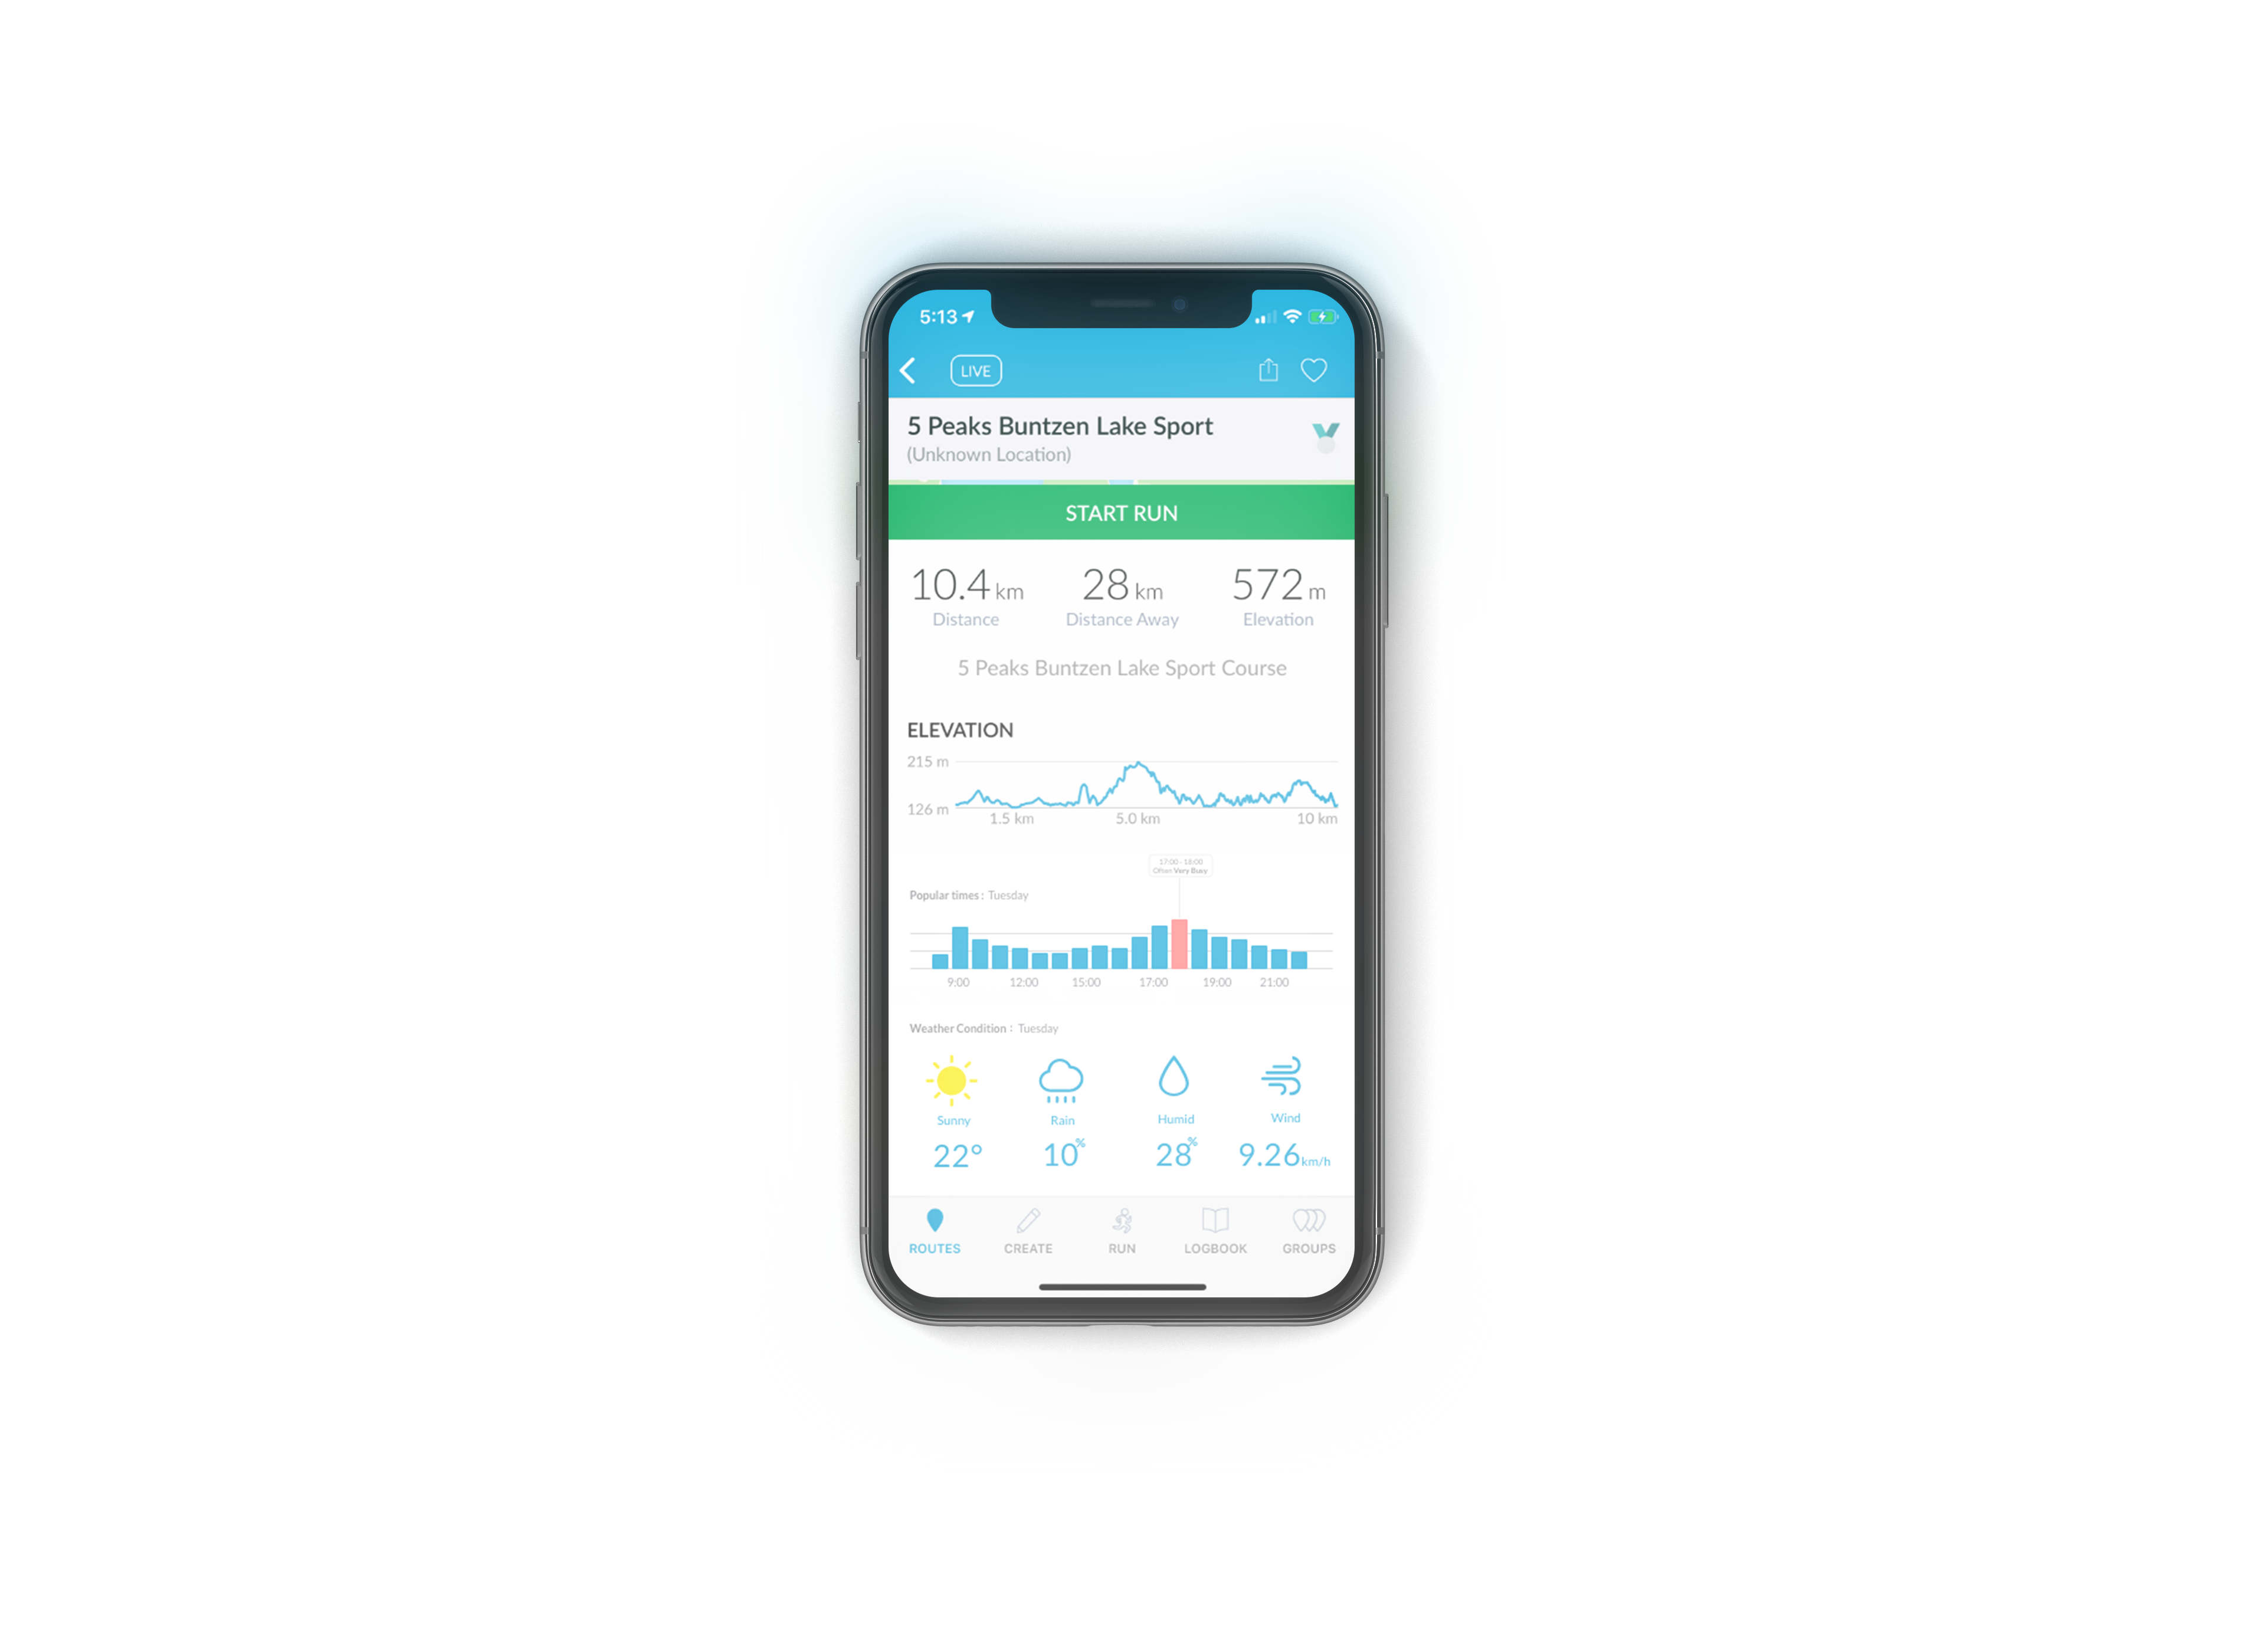 5:13
LIVE
5 Peaks Buntzen Lake Sport
(Unknown Location)
START RUN
10.4 km 28 km 572 m
Distance Distance Away Elevation
5 Peaks Buntzen Lake Sport Course
ELEVATION
215 m
126 m
1.5 km 5.0 km 10 km
17:00 - 18:00
Often Very Busy
Popular times: Tuesday
9:00 12:00 15:00 17:00 19:00 21:00
Weather Condition: Tuesday
Sunny Rain Humid Wind
22° 10% 28% 9.26km/h
ROUTES CREATE RUN LOGBOOK GROUPS